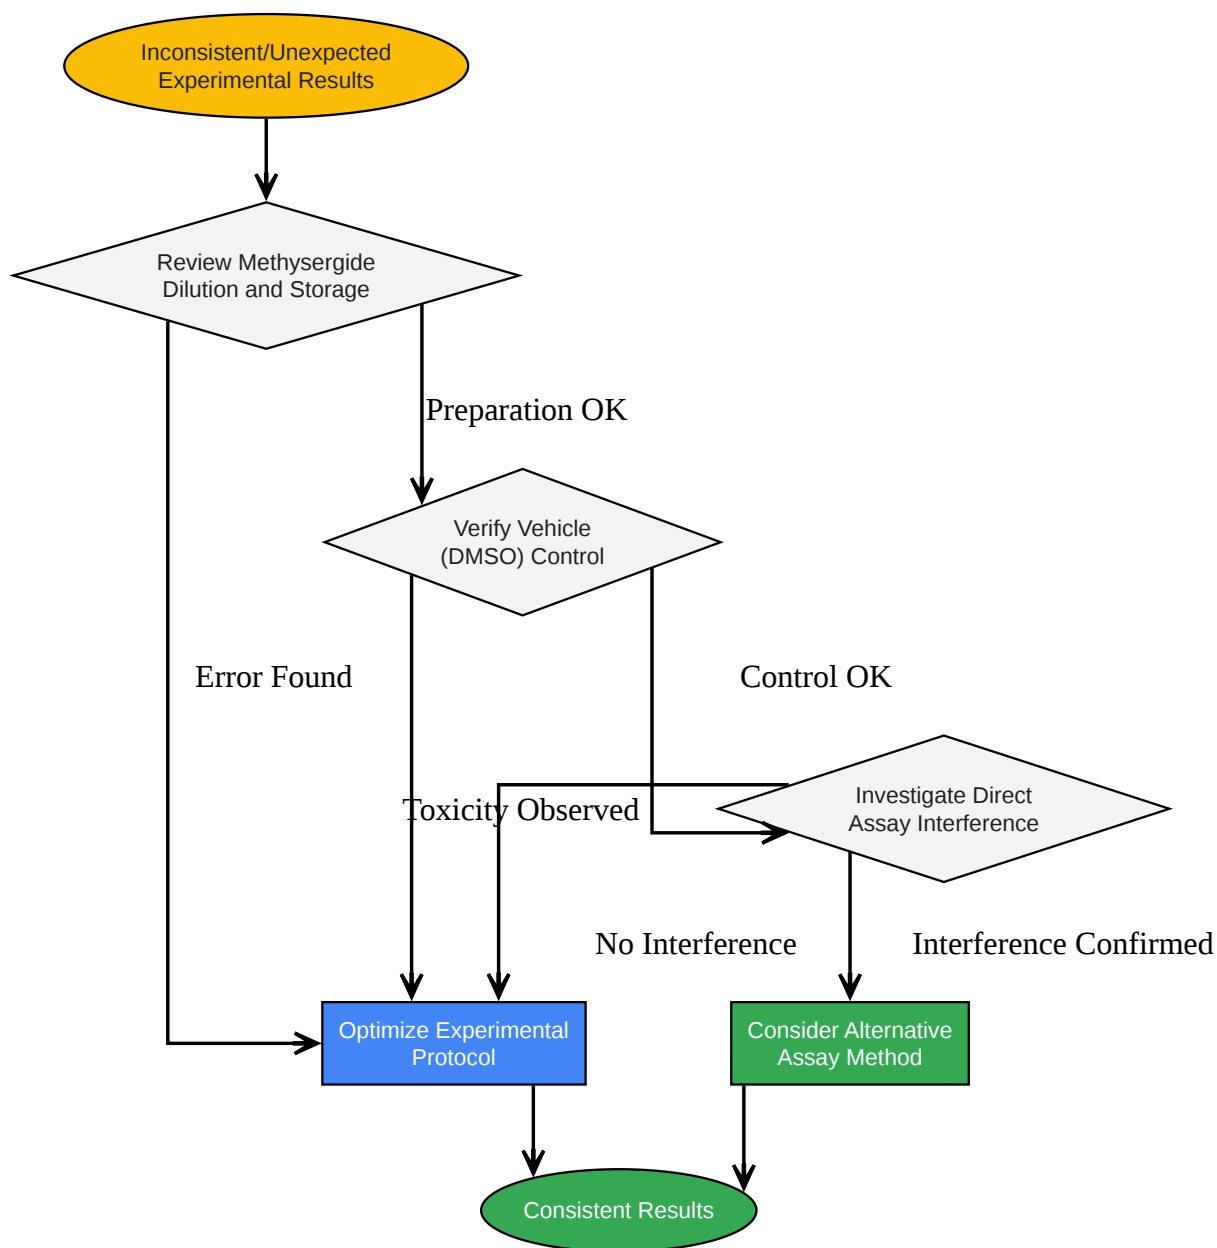 Inconsistent/Unexpected
Experimental Results
Review Methysergide
Dilution and Storage
Preparation OK
Verify Vehicle
(DMSO) Control
Error Found
Control OK
Toxicity Observed
Investigate Direct
Assay Interference
No Interference
Interference Confirmed
Optimize Experimental
Protocol
Consider Alternative
Assay Method
Consistent Results